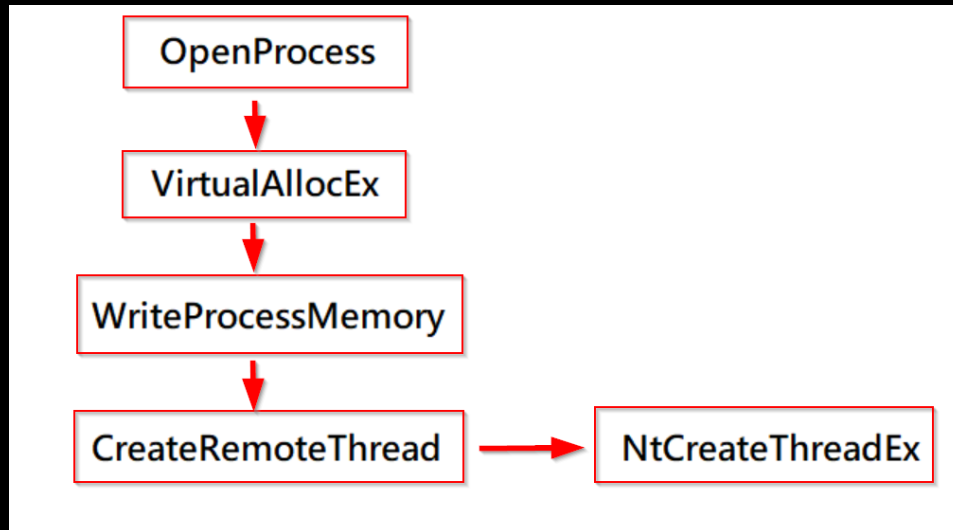 OpenProcess
VirtualAllocEx
WriteProcessMemory
CreateRemoteThread
NtCreateThreadEx